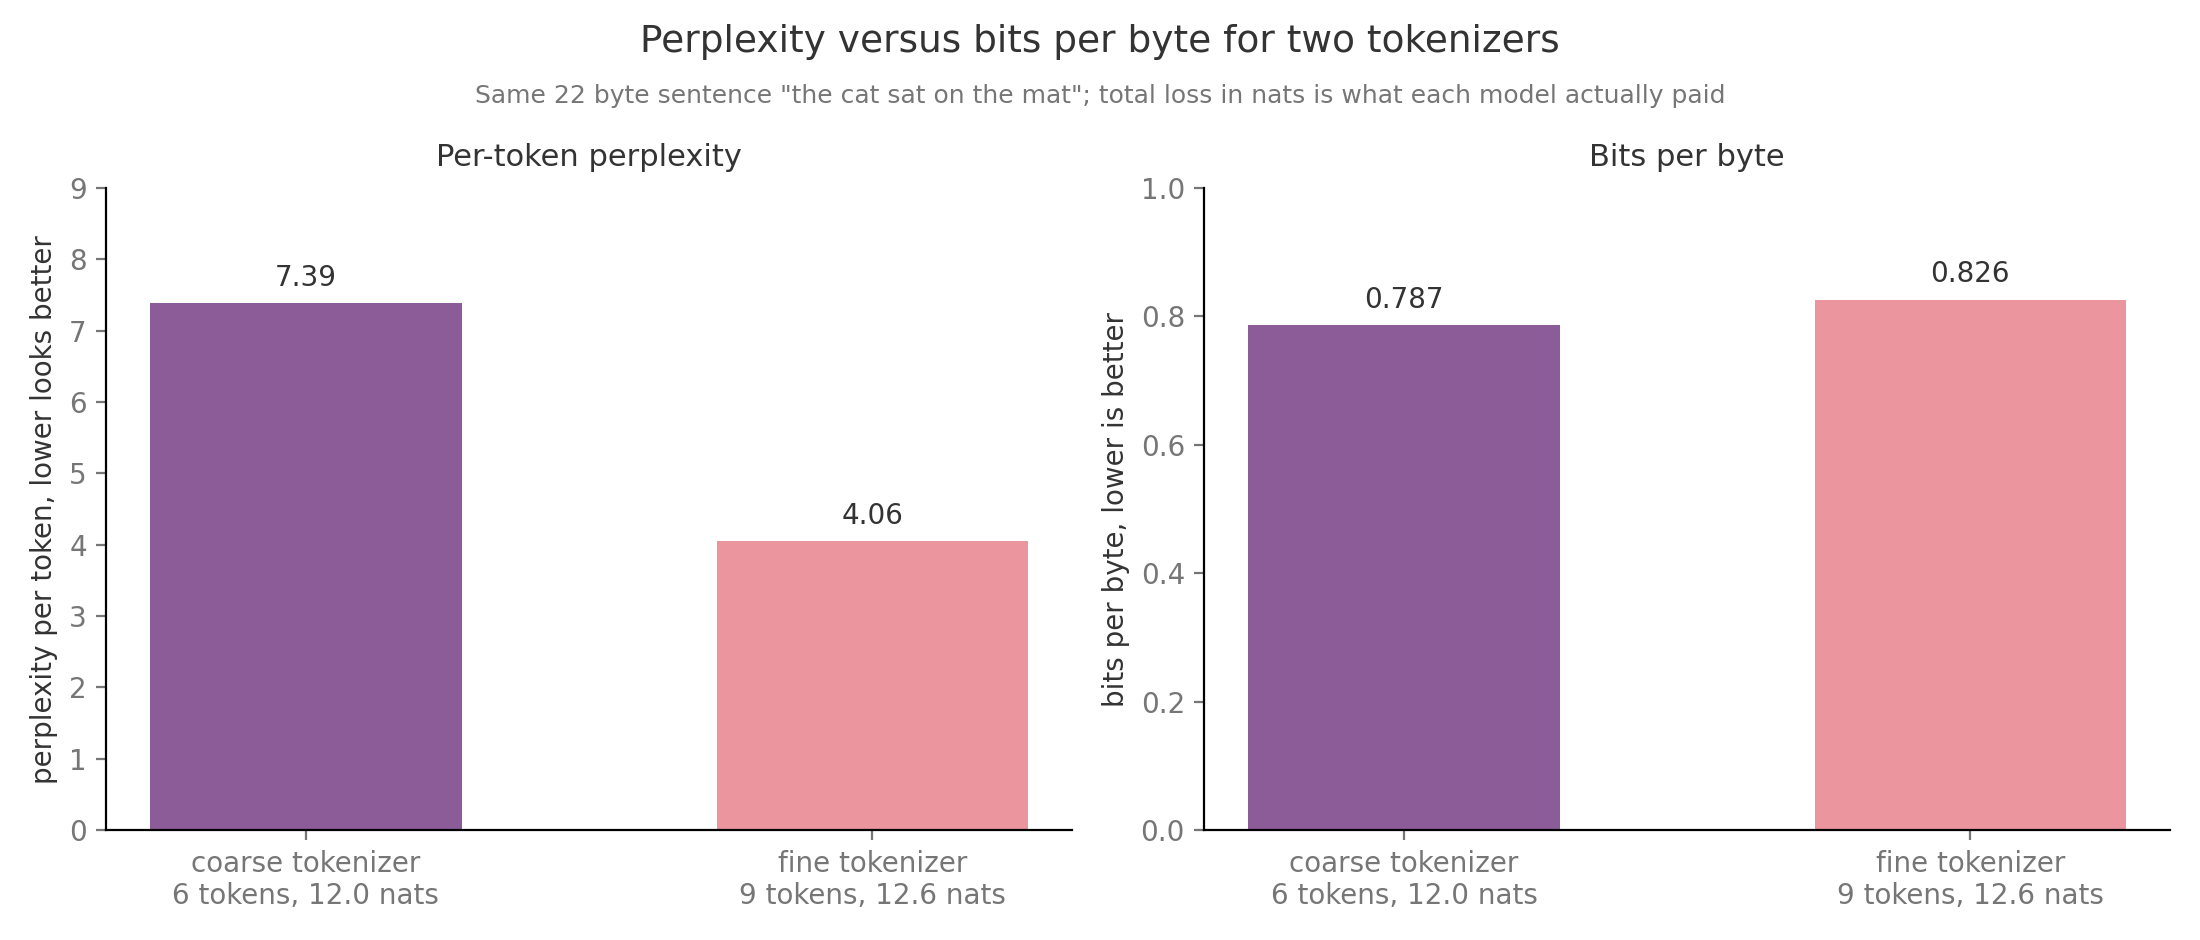 Perplexity versus bits per byte for two tokenizers
Same 22 byte sentence "the cat sat on the mat"; total loss in nats is what each model actually paid
Per-token perplexity
perplexity per token, lower looks better
9
8
7
6
5
4
3
2
1
0
7.39
4.06
coarse tokenizer
6 tokens, 12.0 nats
fine tokenizer
9 tokens, 12.6 nats
Bits per byte
bits per byte, lower is better
1.0
0.8
0.6
0.4
0.2
0.0
0.787
0.826
coarse tokenizer
6 tokens, 12.0 nats
fine tokenizer
9 tokens, 12.6 nats